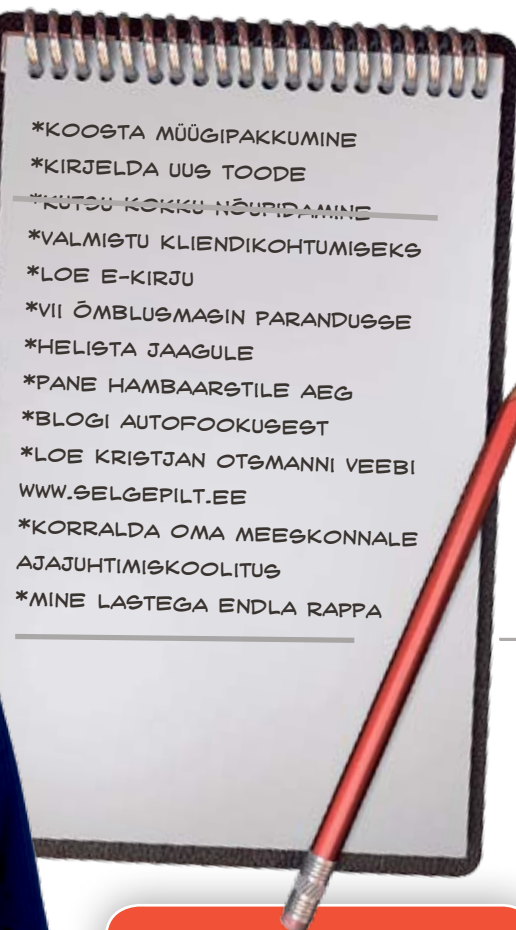 *KOOSTA MÜÜGIPAKKUMINE
*KIRJELDA UUS TOODE
*KUTSU KOKKU NÕUPIDAMINE
*VALMISTU KLIENDIKOHTUMISEKS
*LOE E-KIRJU
*VII ÕMBLUSMASIN PARANDUSSE
*HELISTA JAAGULE
*PANE HAMBAARSTILE AEG
*BLOGI AUTOFOOKUSEST
*LOE KRISTJAN OTSMANNI VEEBI
WWW.SELGEPILT.EE
*KORRALDA OMA MEESKONNALE
AJAJUHTIMISKOOLITUS
*MINE LASTEGA ENDLA RAPPA